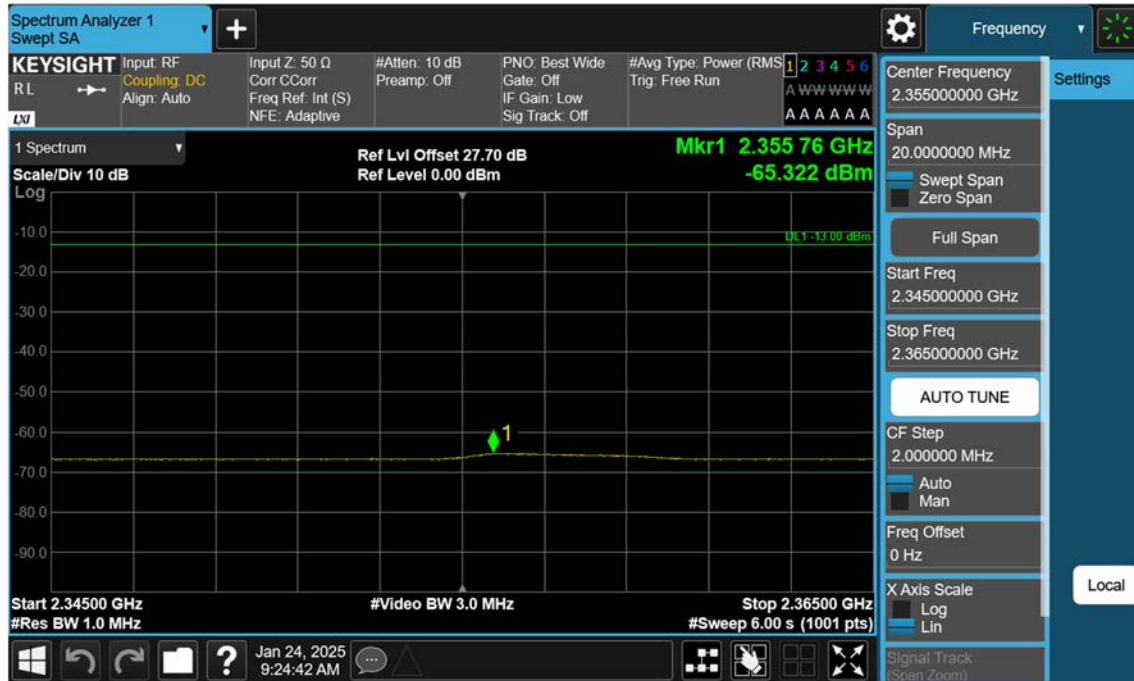 Spectrum Analyzer 1
Swept SA
+
Frequency
KEYSIGHT
RL
LXI
Input: RF
Coupling: DC
Align: Auto
Input Z: 50 Ω
Corr CCorr
Freq Ref: Int (S)
NFE: Adaptive
#Atten: 10 dB
Preamp: Off
PNO: Best Wide
Gate: Off
IF Gain: Low
Sig Track: Off
#Avg Type: Power (RMS
Trig: Free Run
1 2 3 4 5 6
A W W W W W
A A A A A A
1 Spectrum
Scale/Div 10 dB
Ref Lvl Offset 27.70 dB
Ref Level 0.00 dBm
Mkr1 2.355 76 GHz
-65.322 dBm
Log
-10.0
DL1 -13.00 dBm
-20.0
-30.0
-40.0
-50.0
-60.0
1
-70.0
-80.0
-90.0
Start 2.34500 GHz
#Video BW 3.0 MHz
Stop 2.36500 GHz
#Res BW 1.0 MHz
#Sweep 6.00 s (1001 pts)
?
Jan 24, 2025
9:24:42 AM
Center Frequency
2.355000000 GHz
Settings
Span
20.0000000 MHz
Swept Span
Zero Span
Full Span
Start Freq
2.345000000 GHz
Stop Freq
2.365000000 GHz
AUTO TUNE
CF Step
2.000000 MHz
Auto
Man
Freq Offset
0 Hz
X Axis Scale
Log
Lin
Local
Signal Track
(Span Zoom)